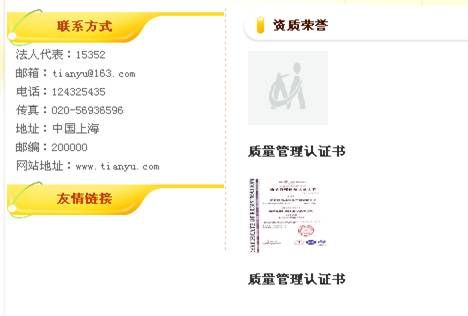 联系方式
法人代表：15352
邮箱：tianyu@163.com
电话：124325435
传真：020-56936596
地址：中国上海
邮编：200000
网站地址：www.tianyu.com
友情链接
资质荣誉
质量管理认证书
质量管理认证书